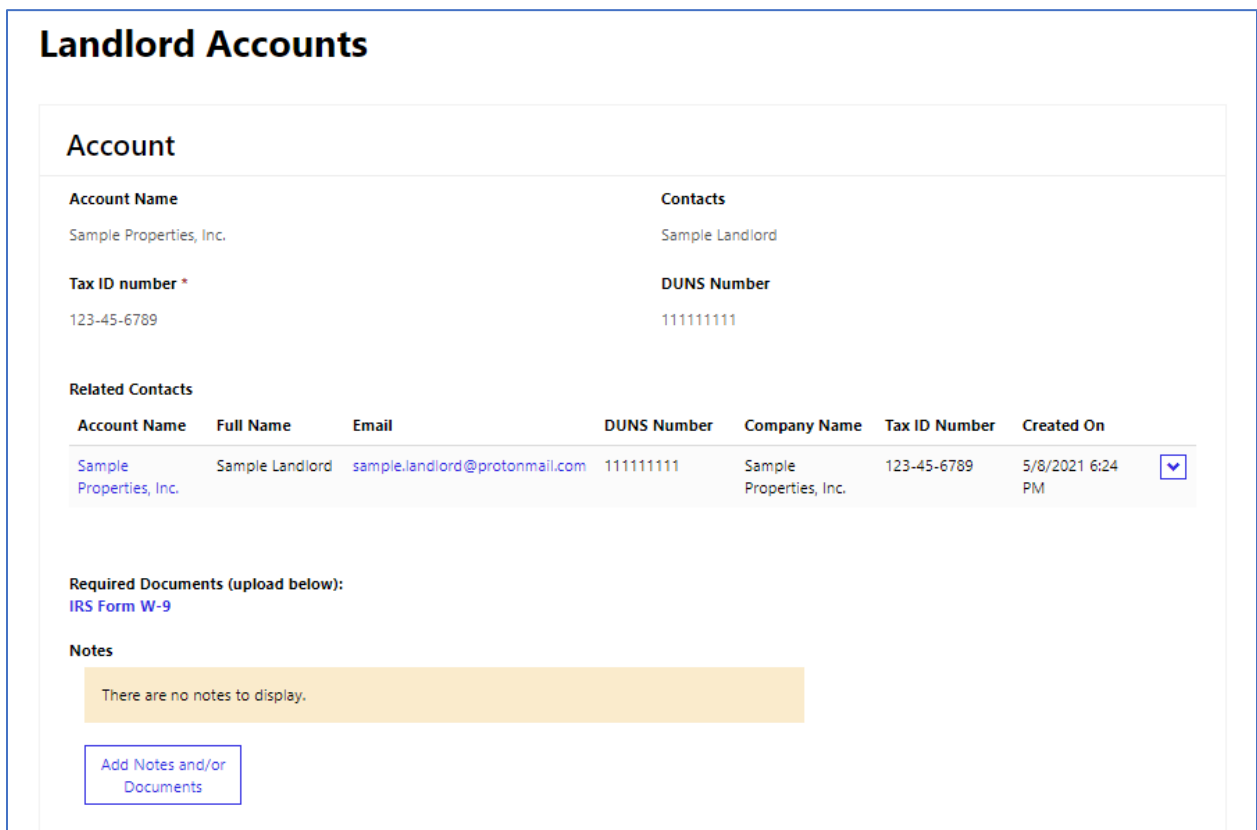 Landlord Accounts
Account
Account Name Contacts
Sample Properties, Inc. Sample Landlord
Tax ID number * DUNS Number
123-45-6789 111111111
Related Contacts
Account Name Full Name Email DUNS Number Company Name Tax ID Number Created On
Sample Sample Landlord sample.landlord@protonmail.com 111111111 Sample 123-45-6789 5/8/2021 6:24
Properties, Inc. Properties, Inc. PM
Required Documents (upload below):
IRS Form W-9
Notes
There are no notes to display.
Add Notes and/or
Documents